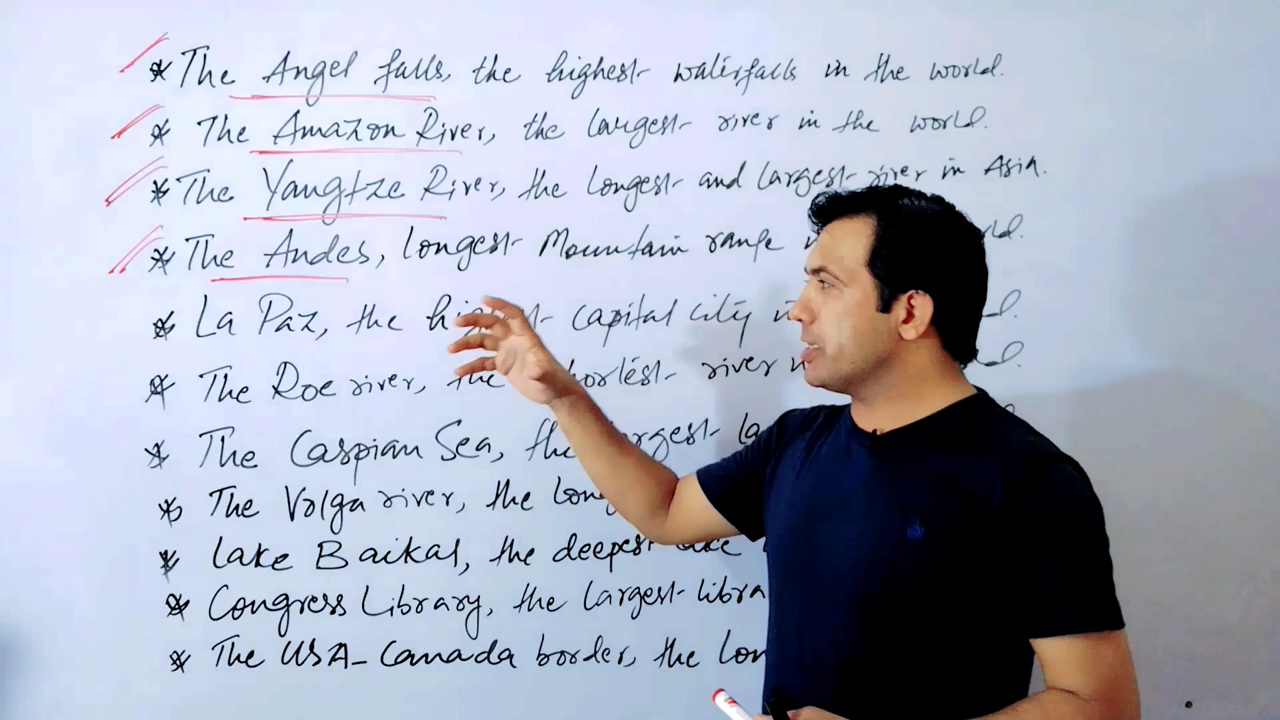 * The Angel falls, the highest waterfalls in the world.
* The Amazon River, the largest river in the world.
* The Yangtze River, the longest and largest river in Asia.
* The Andes, longest Mountain range
* La Paz, the capital city
* The Roe river, the shortest river
* The Caspian Sea, the largest
* The Volga river, the
* Lake Baikal, the deepest
* Congress Library, the largest
* The USA-Canada border, the